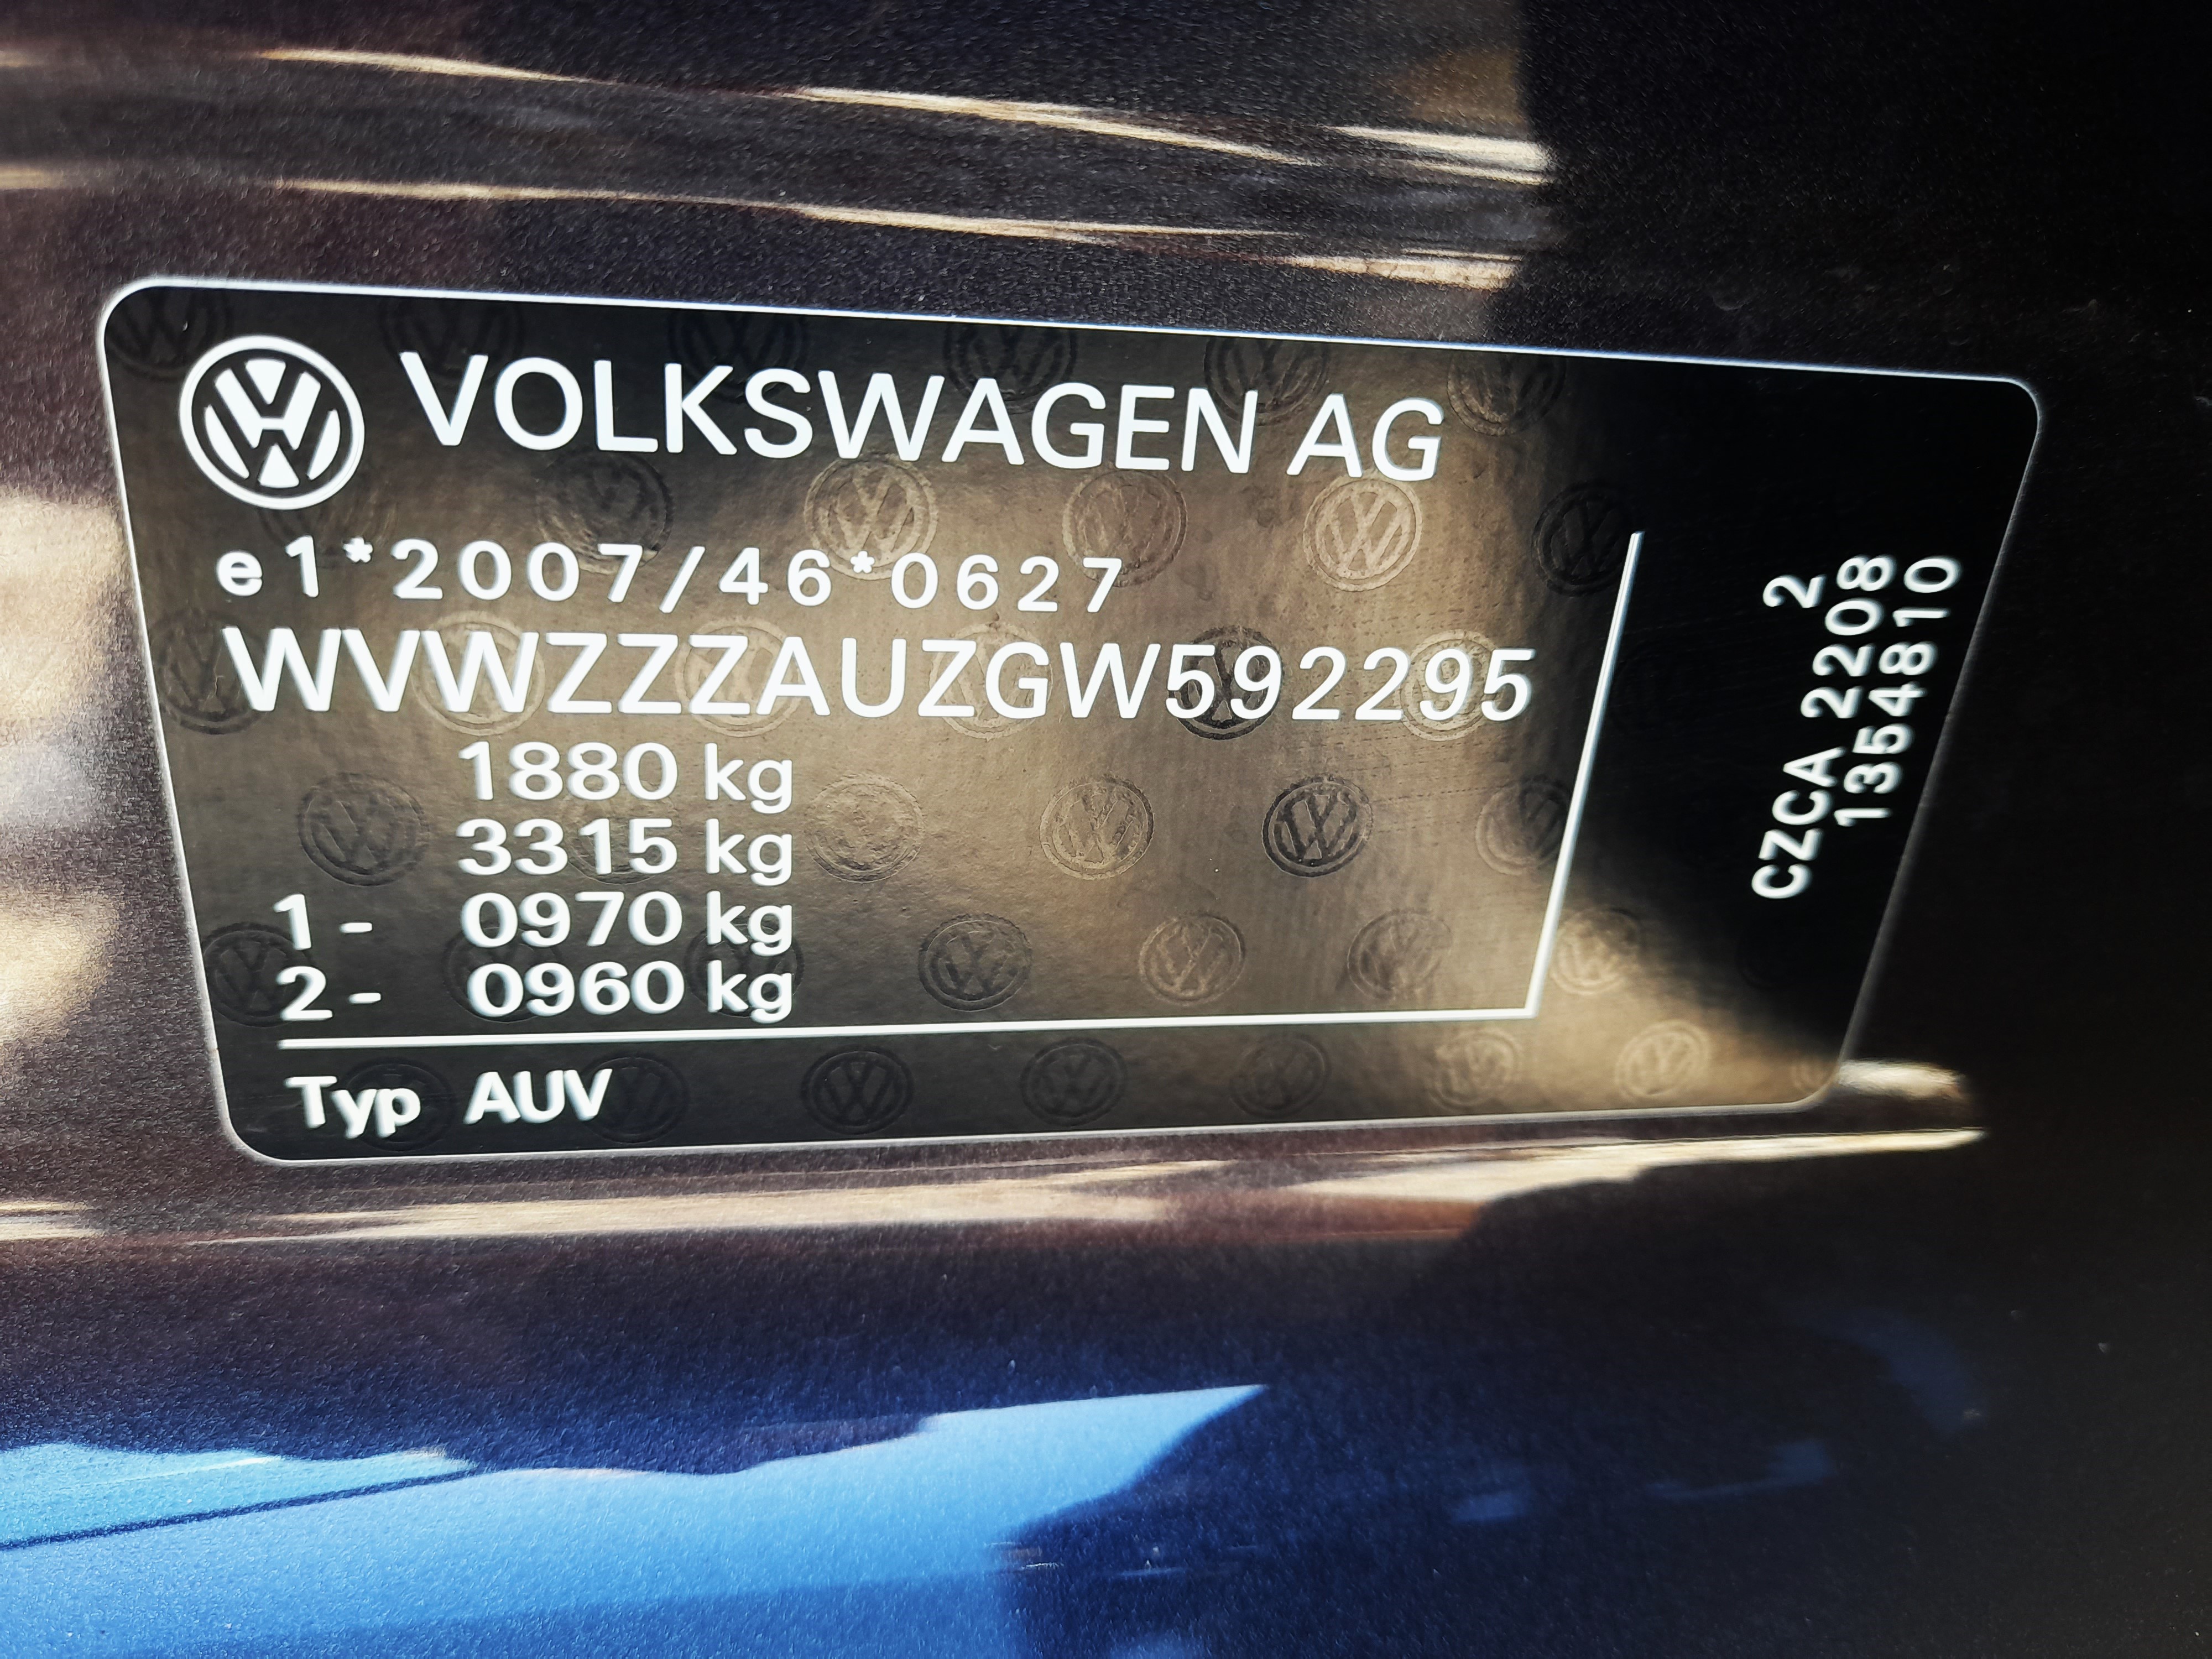 VOLKSWAGEN AG
e1*2007/46*0627
WVWZZZAUZGW592295
1880 kg
3315 kg
1- 0970 kg
2- 0960 kg
Typ AUV
2
CZCA 2208
1354810